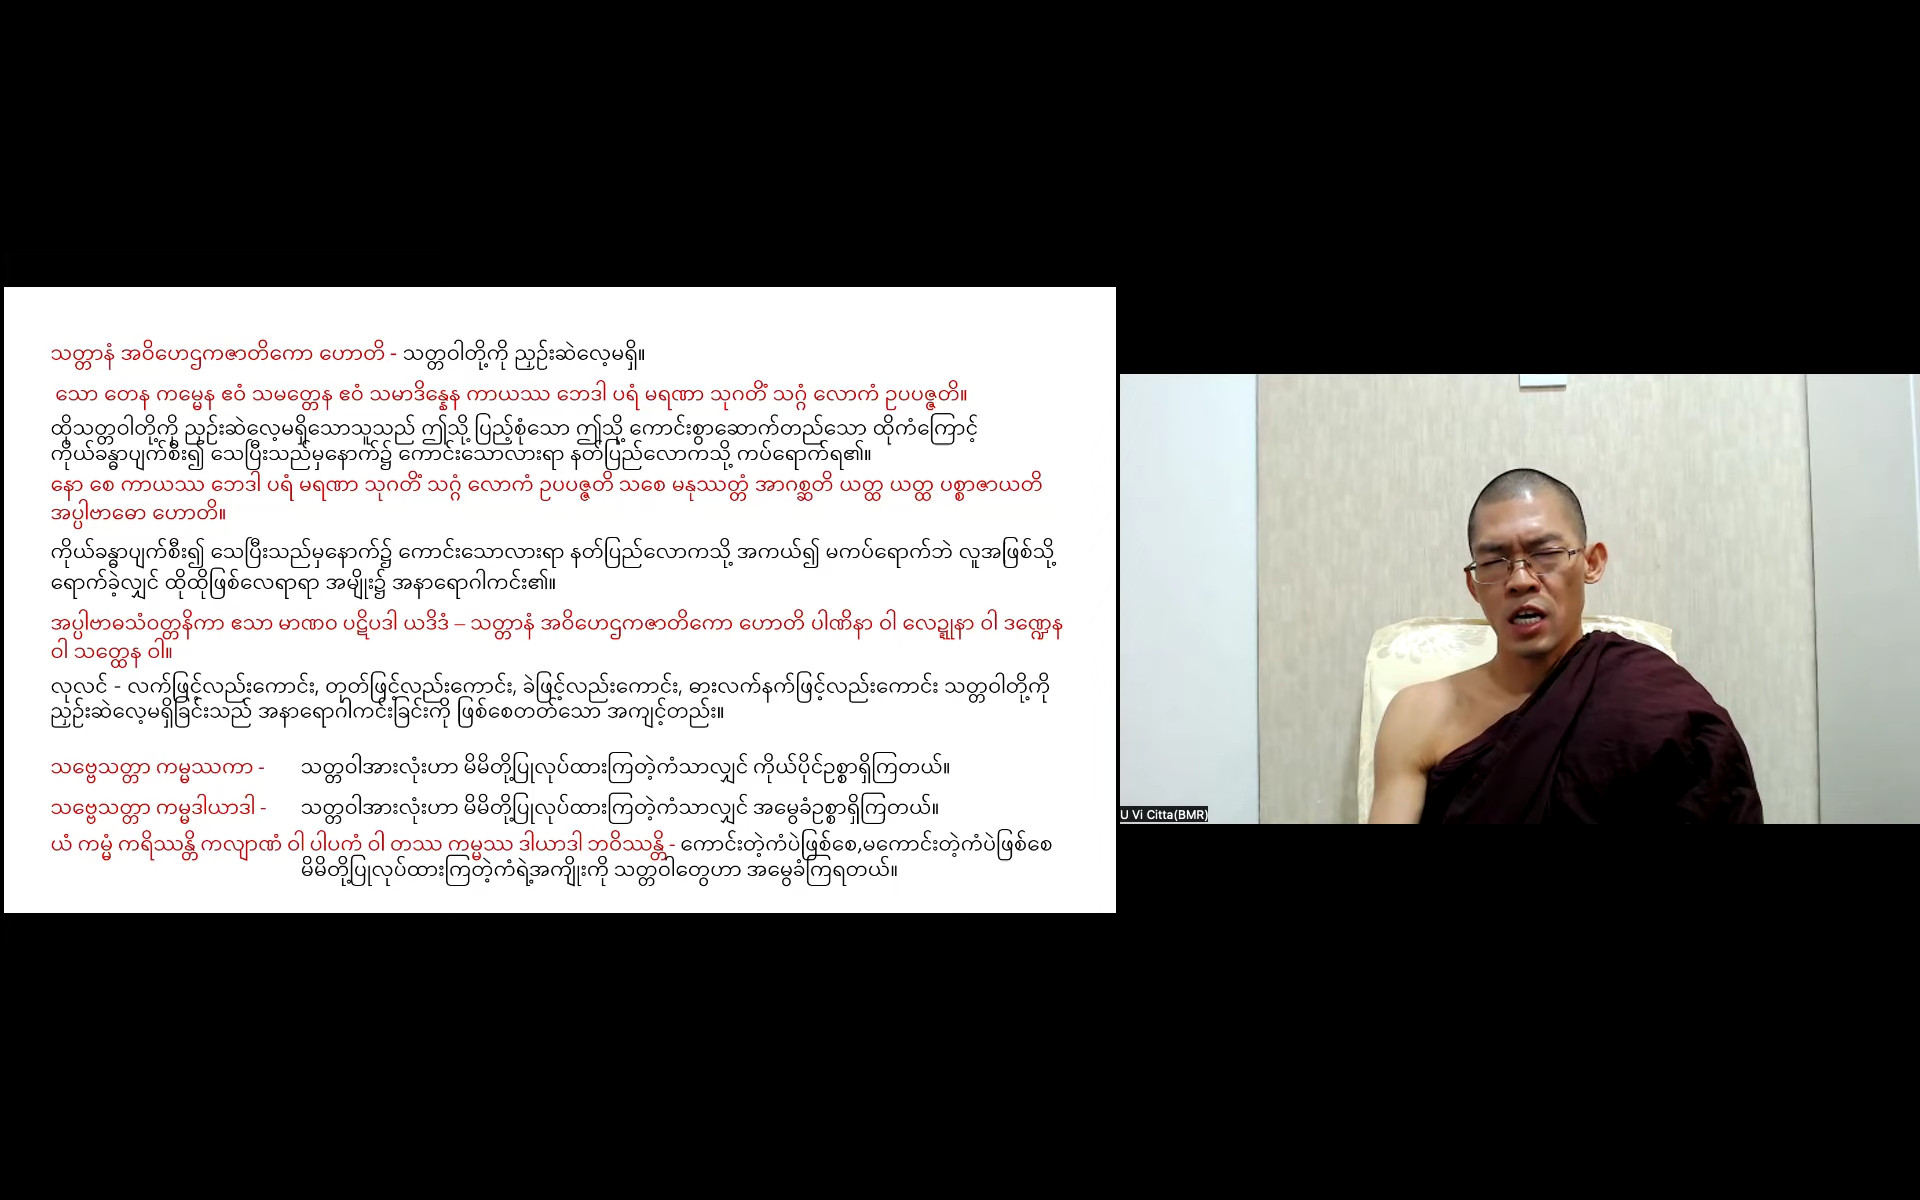 သတ္တာနံ အဝိဟေဌကဇာတိကော ဟောတိ - သတ္တဝါတို့ကို ညှဉ်းဆဲလေ့မရှိ။
သော တေန ကမ္မေန ဧဝံ သမတ္တေန ဧဝံ သမာဒိန္နေန ကာယဿ ဘေဒါ ပရံ မရဏာ သုဂတိံ သဂ္ဂံ လောကံ ဥပပဇ္ဇတိ။
ထိုသတ္တဝါတို့ကို ညှဉ်းဆဲလေ့မရှိသောသူသည် ဤသို့ ပြည့်စုံသော ဤသို့ ကောင်းစွာဆောက်တည်သော ထိုကံကြောင့်
ကိုယ်ခန္ဓာပျက်စီး၍ သေပြီးသည်မှနောက်၌ ကောင်းသောလားရာ နတ်ပြည်လောကသို့ ကပ်ရောက်ရ၏။
နော စေ ကာယဿ ဘေဒါ ပရံ မရဏာ သုဂတိံ သဂ္ဂံ လောကံ ဥပပဇ္ဇတိ သစေ မနုဿတ္တံ အာဂစ္ဆတိ ယတ္ထ ယတ္ထ ပစ္စာဇာယတိ
အပ္ပါဗာဓော ဟောတိ။
ကိုယ်ခန္ဓာပျက်စီး၍ သေပြီးသည်မှနောက်၌ ကောင်းသောလားရာ နတ်ပြည်လောကသို့ အကယ်၍ မကပ်ရောက်ဘဲ လူအဖြစ်သို့
ရောက်ခဲ့လျှင် ထိုထိုဖြစ်လေရာရာ အမျိုး၌ အနာရောဂါကင်း၏။
အပ္ပါဗာဓသံဝတ္တနိကာ ဧသာ မာဏဝ ပဋိပဒါ ယဒိဒံ – သတ္တာနံ အဝိဟေဌကဇာတိကော ဟောတိ ပါဏိနာ ဝါ လေဍ္ဍုနာ ဝါ ဒဏ္ဍေန
ဝါ သတ္ထေန ဝါ။
လုလင် - လက်ဖြင့်လည်းကောင်း, တုတ်ဖြင့်လည်းကောင်း, ခဲဖြင့်လည်းကောင်း, ဓားလက်နက်ဖြင့်လည်းကောင်း သတ္တဝါတို့ကို
ညှဉ်းဆဲလေ့မရှိခြင်းသည် အနာရောဂါကင်းခြင်းကို ဖြစ်စေတတ်သော အကျင့်တည်း။
သဗ္ဗေသတ္တာ ကမ္မဿကာ - သတ္တဝါအားလုံးဟာ မိမိတို့ပြုလုပ်ထားကြတဲ့ကံသာလျှင် ကိုယ်ပိုင်ဥစ္စာရှိကြတယ်။
သဗ္ဗေသတ္တာ ကမ္မဒါယာဒါ - သတ္တဝါအားလုံးဟာ မိမိတို့ပြုလုပ်ထားကြတဲ့ကံသာလျှင် အမွေခံဥစ္စာရှိကြတယ်။
ယံ ကမ္မံ ကရိဿန္တိ ကလျာဏံ ဝါ ပါပကံ ဝါ တဿ ကမ္မဿ ဒါယာဒါ ဘဝိဿန္တိ - ကောင်းတဲ့ကံပဲဖြစ်စေ,မကောင်းတဲ့ကံပဲဖြစ်စေ
မိမိတို့ပြုလုပ်ထားကြတဲ့ကံရဲ့အကျိုးကို သတ္တဝါတွေဟာ အမွေခံကြရတယ်။
U Vi Citta(BMR)